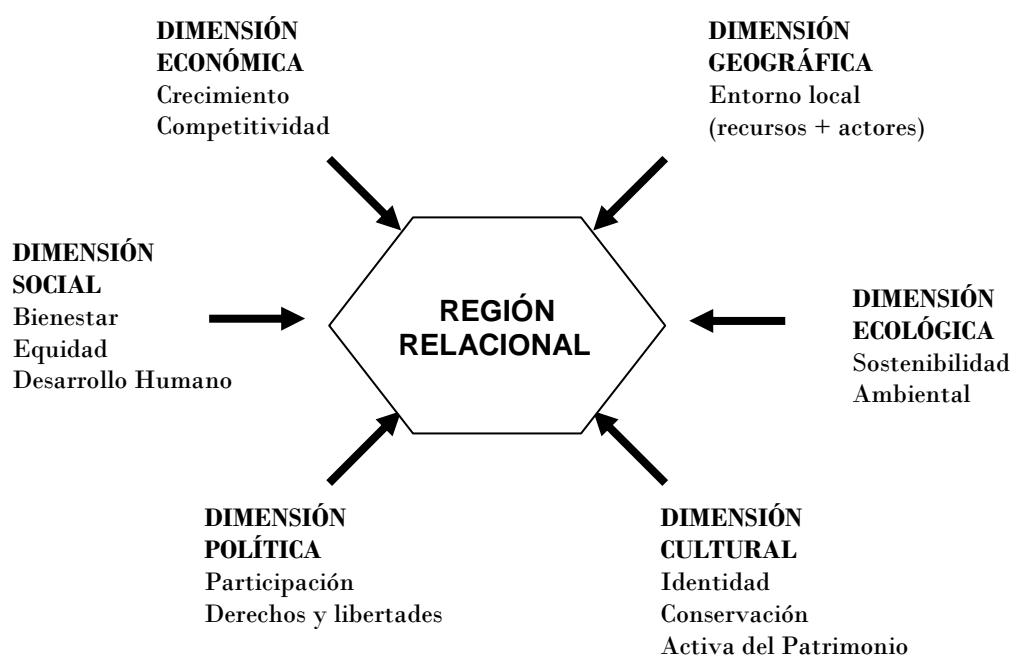 DIMENSIÓN
ECONÓMICA
Crecimiento
Competitividad
DIMENSIÓN
GEOGRÁFICA
Entorno local
(recursos + actores)
DIMENSIÓN
SOCIAL
Bienestar
Equidad
Desarrollo Humano
REGIÓN
RELACIONAL
DIMENSIÓN
ECOLÓGICA
Sostenibilidad
Ambiental
DIMENSIÓN
POLÍTICA
Participación
Derechos y libertades
DIMENSIÓN
CULTURAL
Identidad
Conservación
Activa del Patrimonio